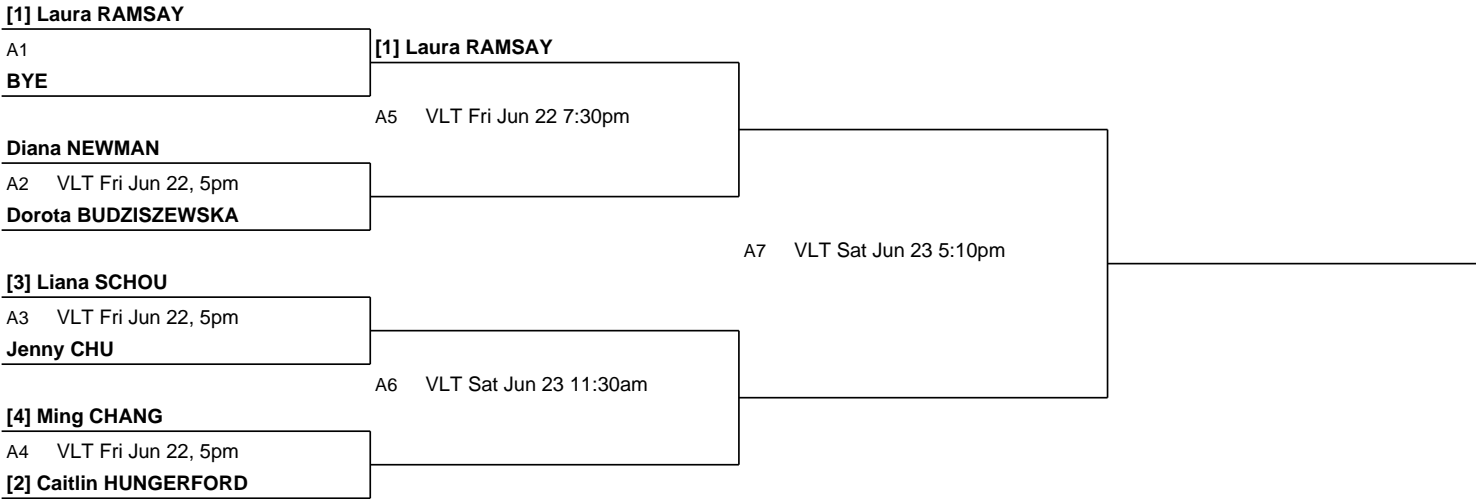 [1] Laura RAMSAY
A1
BYE
[1] Laura RAMSAY
A5 VLT Fri Jun 22 7:30pm
Diana NEWMAN
A2 VLT Fri Jun 22, 5pm
Dorota BUDZISZEWSKA
A7 VLT Sat Jun 23 5:10pm
[3] Liana SCHOU
A3 VLT Fri Jun 22, 5pm
Jenny CHU
A6 VLT Sat Jun 23 11:30am
[4] Ming CHANG
A4 VLT Fri Jun 22, 5pm
[2] Caitlin HUNGERFORD